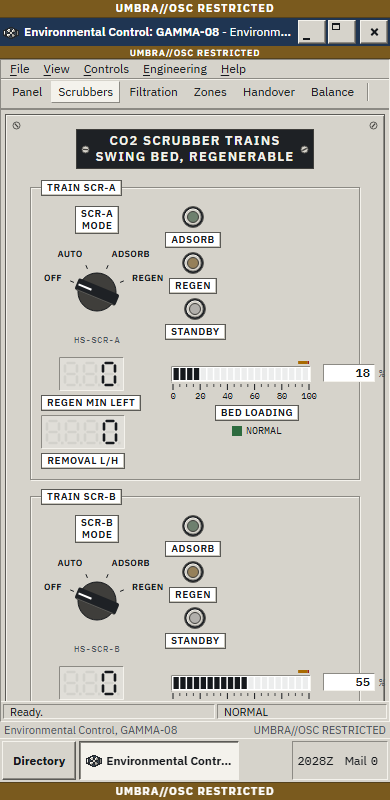 UMBRA//OSC RESTRICTED
Environmental Control: GAMMA-08 - Environm...
UMBRA//OSC RESTRICTED
File View Controls Engineering Help
Panel Scrubbers Filtration Zones Handover Balance
CO2 SCRUBBER TRAINS
SWING BED, REGENERABLE
TRAIN SCR-A
SCR-A
MODE
OFF AUTO ADSORB REGEN
HS-SCR-A
ADSORB
REGEN
STANDBY
0
REGEN MIN LEFT
0
REMOVAL L/H
0 20 40 60 80 100
BED LOADING
NORMAL
18 %
TRAIN SCR-B
SCR-B
MODE
OFF AUTO ADSORB REGEN
HS-SCR-B
ADSORB
REGEN
STANDBY
0
55 %
Ready. NORMAL
Environmental Control, GAMMA-08 UMBRA//OSC RESTRICTED
Directory Environmental Contr... 2028Z Mail 0
UMBRA//OSC RESTRICTED